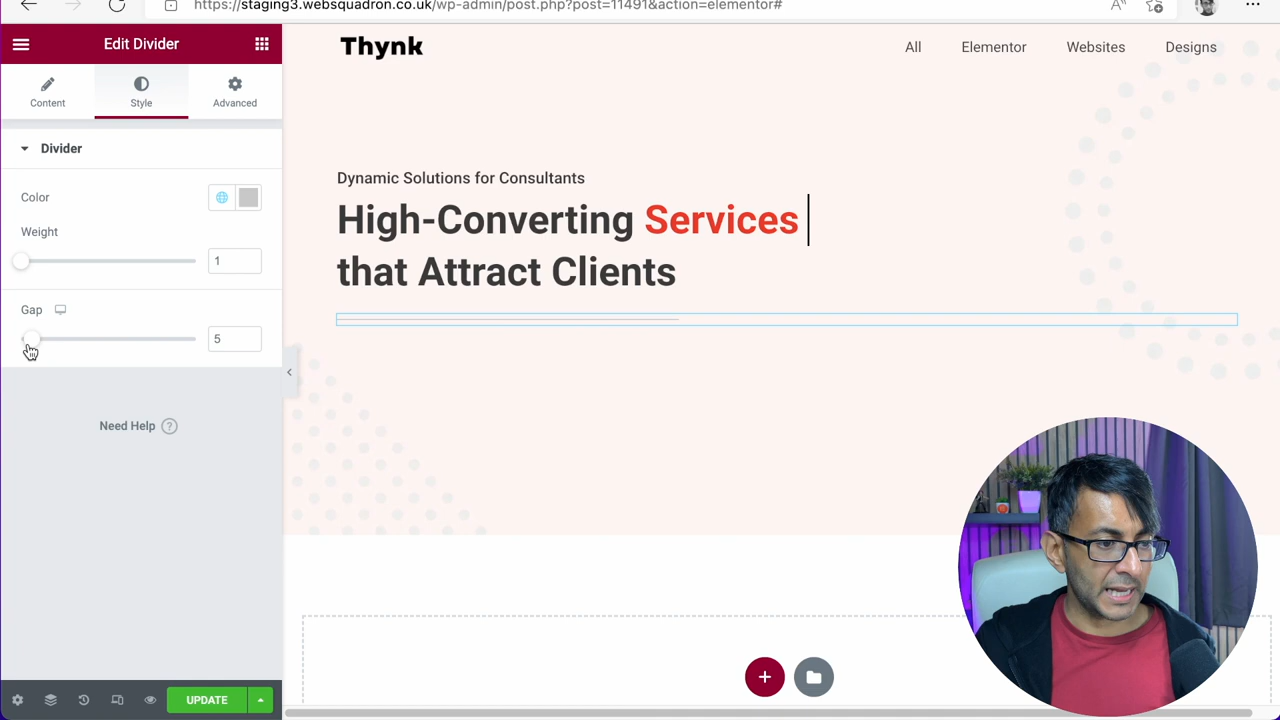 https://staging3.websquadron.co.uk/wp-admin/post.php?post=11491&action=elementor#
Edit Divider
Content
Style
Advanced
Divider
Color
Weight
1
Gap
5
Need Help ?
UPDATE
Thynk
All
Elementor
Websites
Designs
Dynamic Solutions for Consultants
High-Converting Services
that Attract Clients